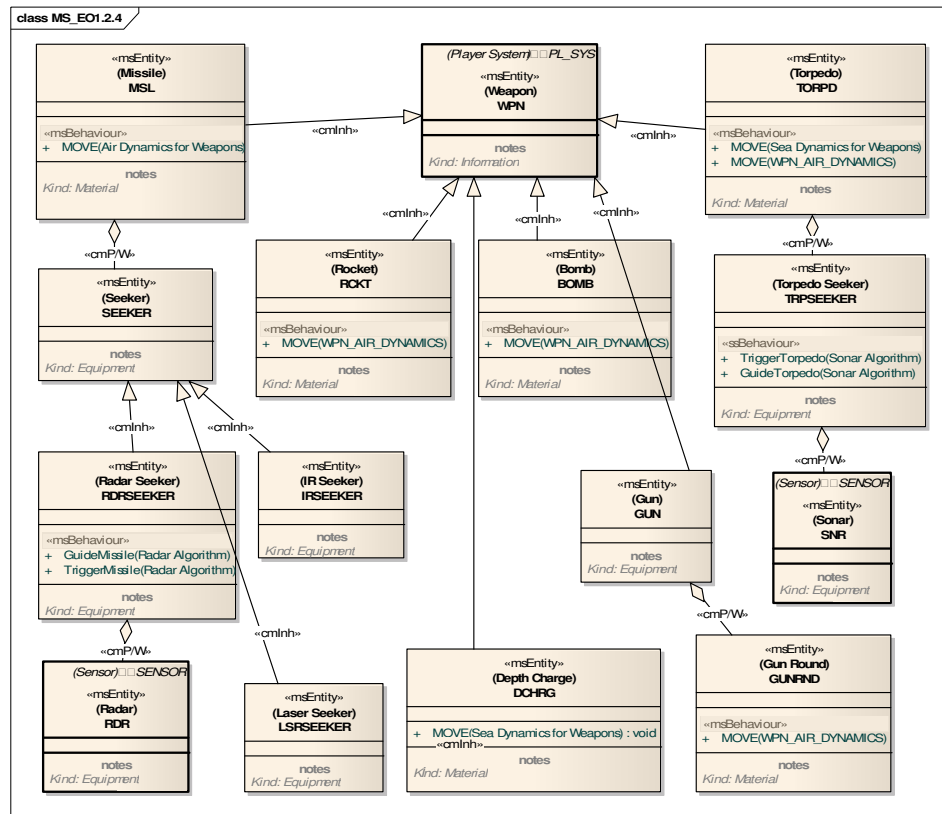 class MS_EO1.2.4
«msEntity»
(Missile)
MSL
«msBehaviour»
+ MOVE(Air Dynamics for Weapons)
notes
Kind: Material
(Player System)□□PL_SYS
«msEntity»
(Weapon)
WPN
notes
Kind: Information
«msEntity»
(Torpedo)
TORPD
«msBehaviour»
+ MOVE(Sea Dynamics for Weapons)
+ MOVE(WPN_AIR_DYNAMICS)
notes
Kind: Material
«cmInh»
«cmInh»
«cmInh»
«cmInh»
«cmInh»
«cmP/W»
«cmP/W»
«msEntity»
(Seeker)
SEEKER
notes
Kind: Equipment
«msEntity»
(Rocket)
RCKT
«msBehaviour»
+ MOVE(WPN_AIR_DYNAMICS)
notes
Kind: Material
«msEntity»
(Bomb)
BOMB
«msBehaviour»
+ MOVE(WPN_AIR_DYNAMICS)
notes
Kind: Material
«msEntity»
(Torpedo Seeker)
TRPSEEKER
«ssBehaviour»
+ TriggerTorpedo(Sonar Algorithm)
+ GuideTorpedo(Sonar Algorithm)
notes
Kind: Equipment
«cmInh»
«cmInh»
«cmP/W»
«msEntity»
(Radar Seeker)
RDRSEEKER
«msBehaviour»
+ GuideMissile(Radar Algorithm)
+ TriggerMissile(Radar Algorithm)
notes
Kind: Equipment
«msEntity»
(IR Seeker)
IRSEEKER
notes
Kind: Equipment
«msEntity»
(Gun)
GUN
notes
Kind: Equipment
(Sensor)□□SENSOR
«msEntity»
(Sonar)
SNR
notes
Kind: Equipment
«cmInh»
«cmP/W»
«cmP/W»
(Sensor)□□SENSOR
«msEntity»
(Radar)
RDR
notes
Kind: Equipment
«msEntity»
(Laser Seeker)
LSRSEEKER
notes
Kind: Equipment
«msEntity»
(Depth Charge)
DCHRG
+ MOVE(Sea Dynamics for Weapons) : void
«cmInh»
notes
Kind: Material
«msEntity»
(Gun Round)
GUNRND
«msBehaviour»
+ MOVE(WPN_AIR_DYNAMICS)
notes
Kind: Material